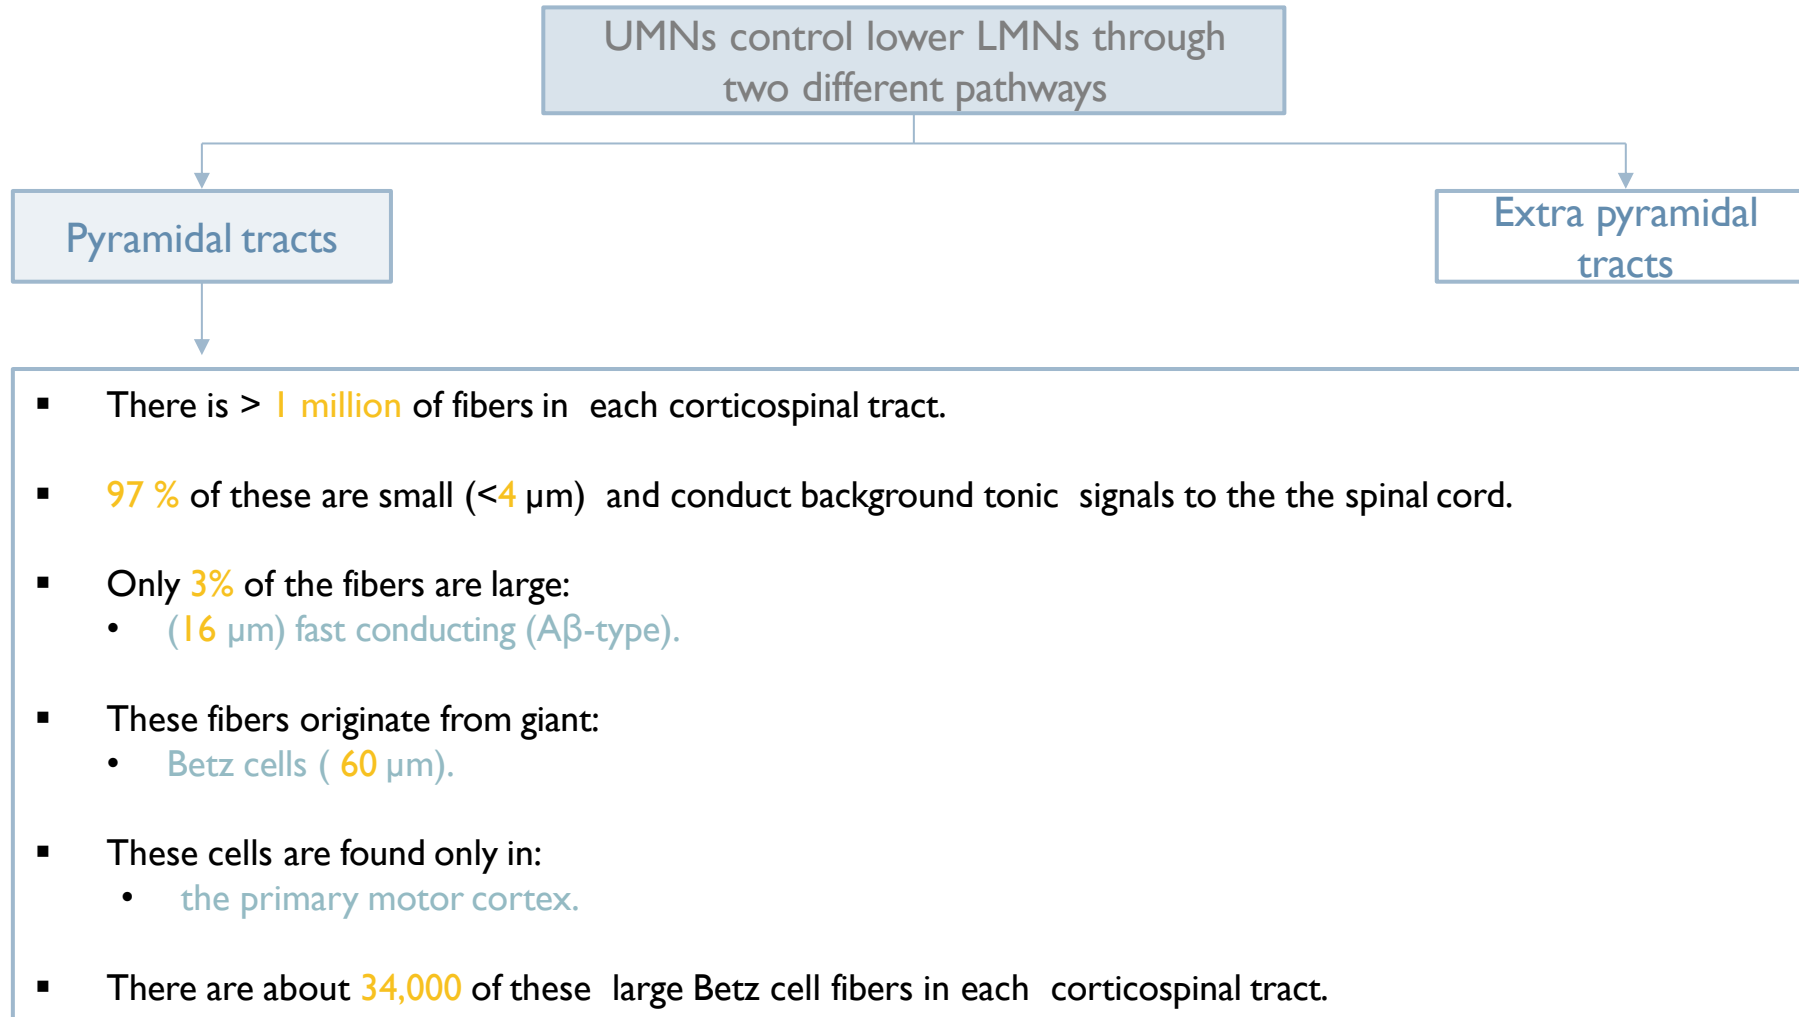 UMNs control lower LMNs through
two different pathways
Pyramidal tracts
Extra pyramidal
tracts
▪ There is > 1 million of fibers in each corticospinal tract.
▪ 97 % of these are small (<4 µm) and conduct background tonic signals to the the spinal cord.
▪ Only 3% of the fibers are large:
• (16 µm) fast conducting (Aβ-type).
▪ These fibers originate from giant:
• Betz cells ( 60 µm).
▪ These cells are found only in:
• the primary motor cortex.
▪ There are about 34,000 of these large Betz cell fibers in each corticospinal tract.